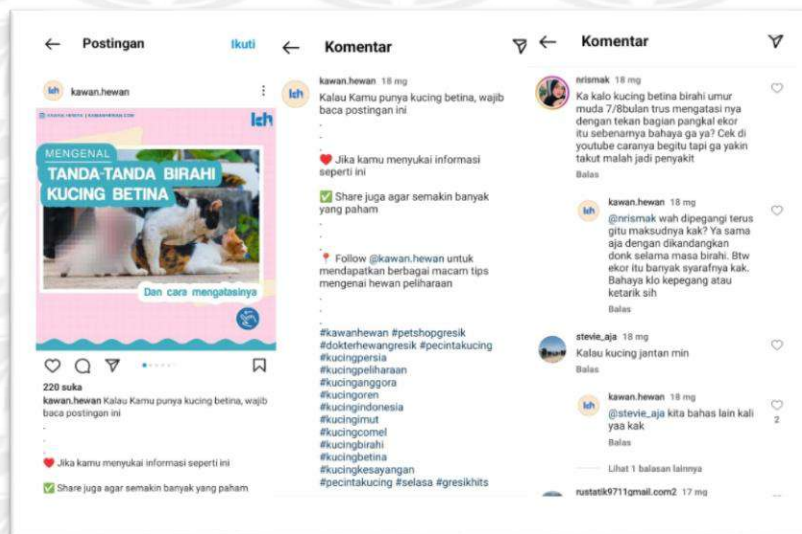 Postingan
Ikuti
kch
kawan.hewan
kch
MENGENAL
TANDA-TANDA BIRAHI
KUCING BETINA
Dan cara mengatasinya
220 suka
kawan.hewan Kalau Kamu punya kucing betina, wajib
baca postingan ini
.
.
.
❤️ Jika kamu menyukai informasi seperti ini
✅ Share juga agar semakin banyak yang paham
Komentar
kch
kawan.hewan 18 mg
Kalau Kamu punya kucing betina, wajib
baca postingan ini
.
.
.
❤️ Jika kamu menyukai informasi
seperti ini
.
✅ Share juga agar semakin banyak
yang paham
.
.
.
📍 Follow @kawan.hewan untuk
mendapatkan berbagai macam tips
mengenai hewan peliharaan
.
.
.
#kawanhewan #petshopgresik
#dokterhewangresik #pecintakucing
#kucingpersia
#kucingpeliharaan
#kucinganggora
#kucingoren
#kucingindonesia
#kucingimut
#kucingcomel
#kucingbirahi
#kucingbetina
#kucingkesayangan
#pecintakucing #selasa #gresikhits
Komentar
nrismak 18 mg
Ka kalo kucing betina birahi umur
muda 7/8bulan trus mengatasi nya
dengan tekan bagian pangkal ekor
itu sebenarnya bahaya ga ya? Cek di
youtube caranya begitu tapi ga yakin
takut malah jadi penyakit
Balas
kch
kawan.hewan 18 mg
@nrismak wah dipegangi terus
gitu maksudnya kak? Ya sama
aja dengan dikandangkan
donk selama masa birahi. Btw
ekor itu banyak syarafnya kak.
Bahaya klo kepegang atau
ketarik sih
Balas
stevie_aja 18 mg
Kalau kucing jantan min
Balas
kch
kawan.hewan 18 mg
@stevie_aja kita bahas lain kali
yaa kak
2
Balas
Lihat 1 balasan lainnya
rustatik9711gmail.com2 17 mg